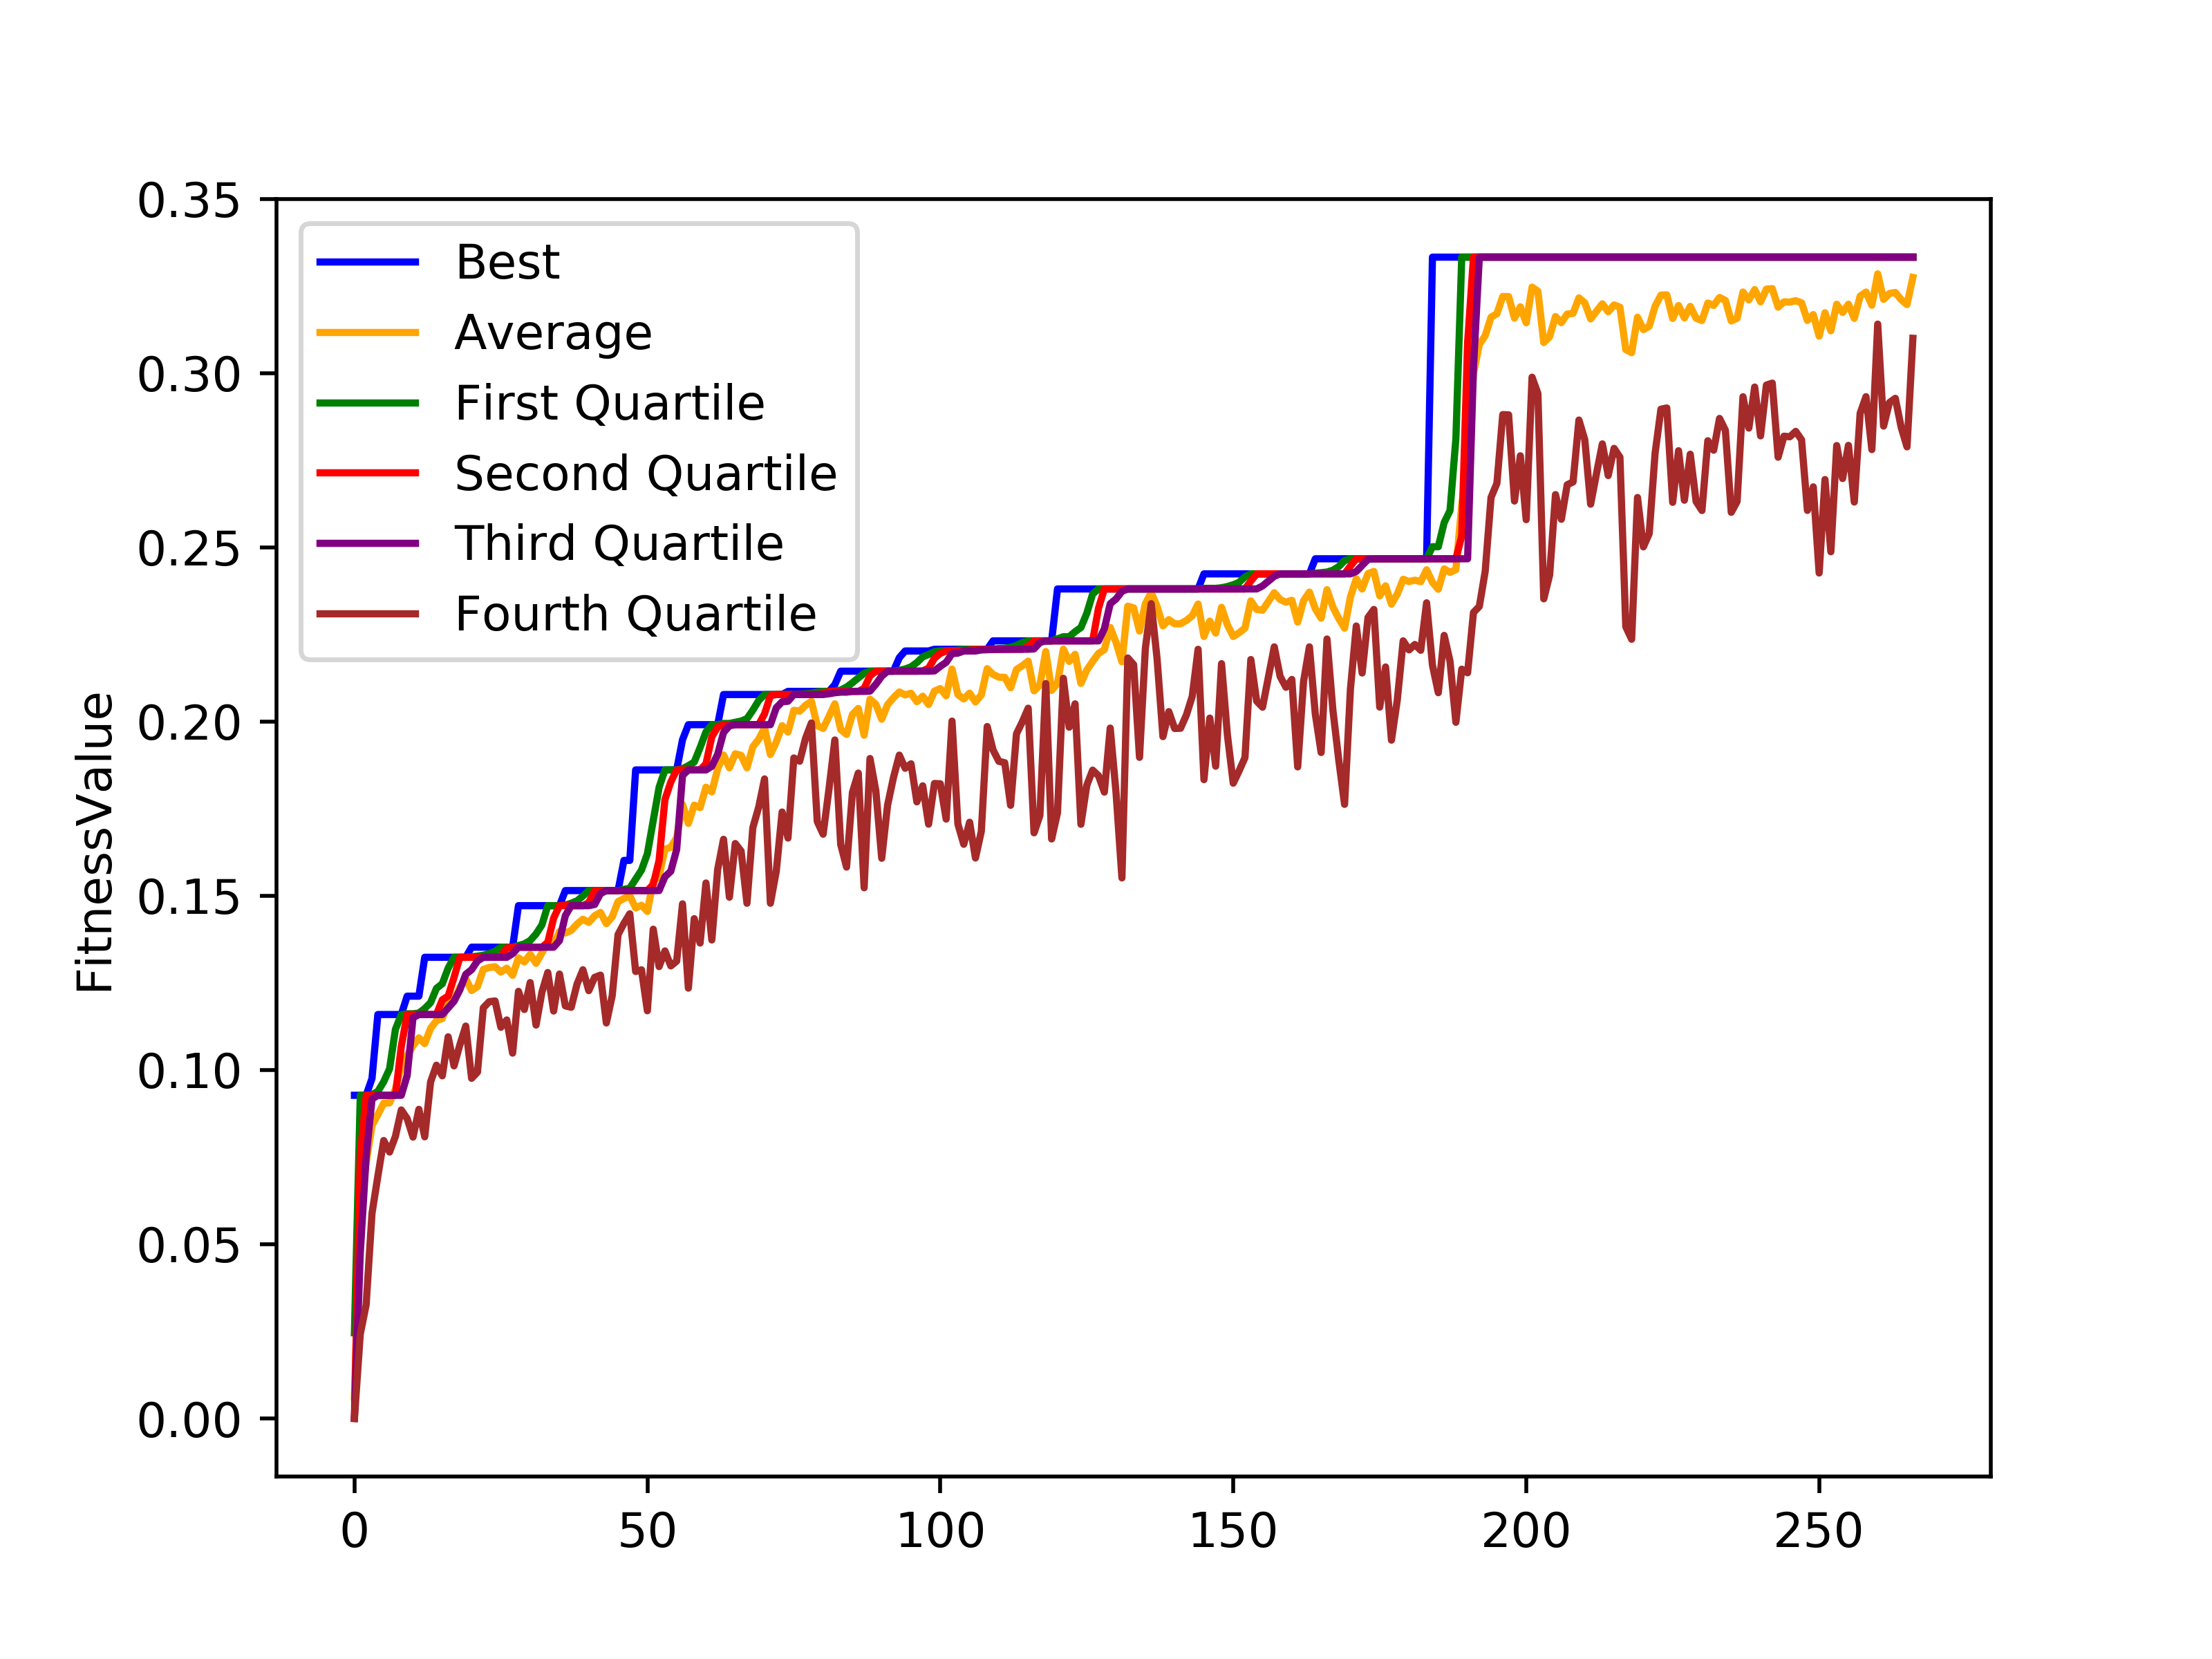 0.35
0.30
0.25
0.20
0.15
0.10
0.05
0.00
FitnessValue
Best
Average
First Quartile
Second Quartile
Third Quartile
Fourth Quartile
0 50 100 150 200 250